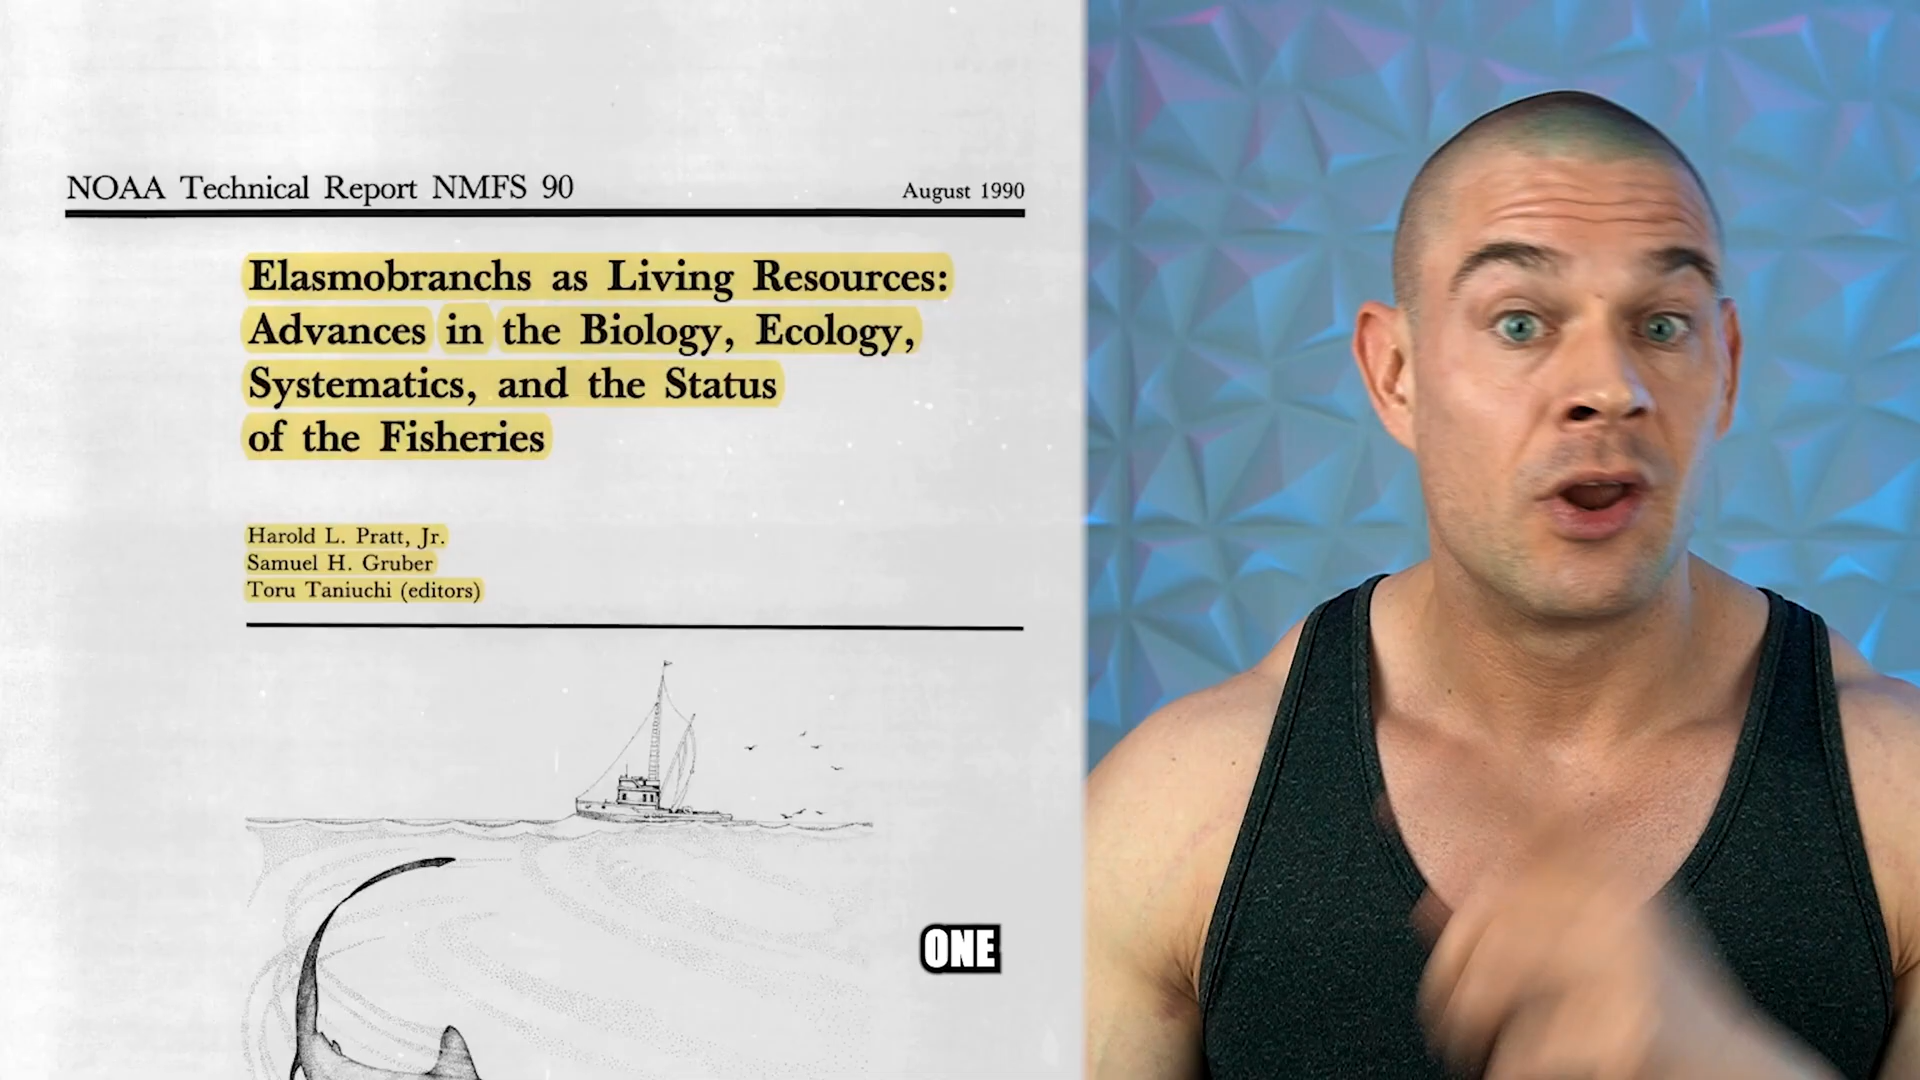 NOAA Technical Report NMFS 90
August 1990
Elasmobranchs as Living Resources:
Advances in the Biology, Ecology,
Systematics, and the Status
of the Fisheries
Harold L. Pratt, Jr.
Samuel H. Gruber
Toru Taniuchi (editors)
ONE